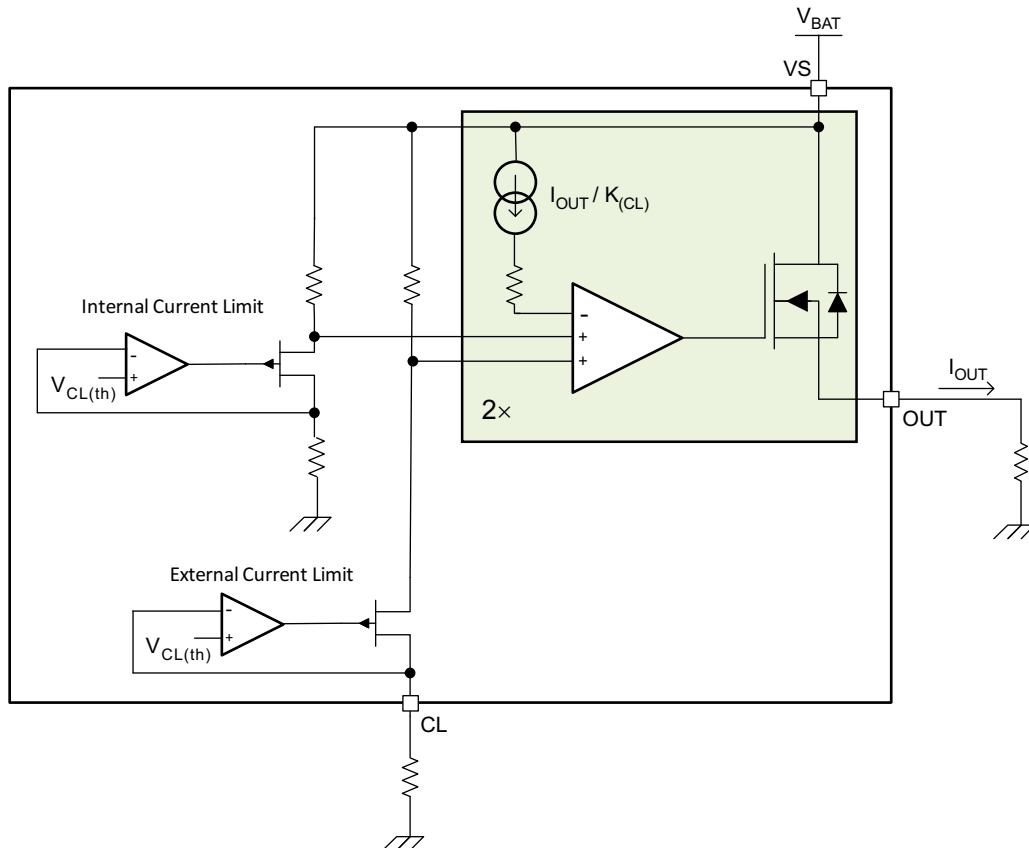 V_BAT
VS
I_OUT / K_(CL)
Internal Current Limit
-
+
V_CL(th)
-
+
+
2×
I_OUT
OUT
External Current Limit
-
+
V_CL(th)
CL